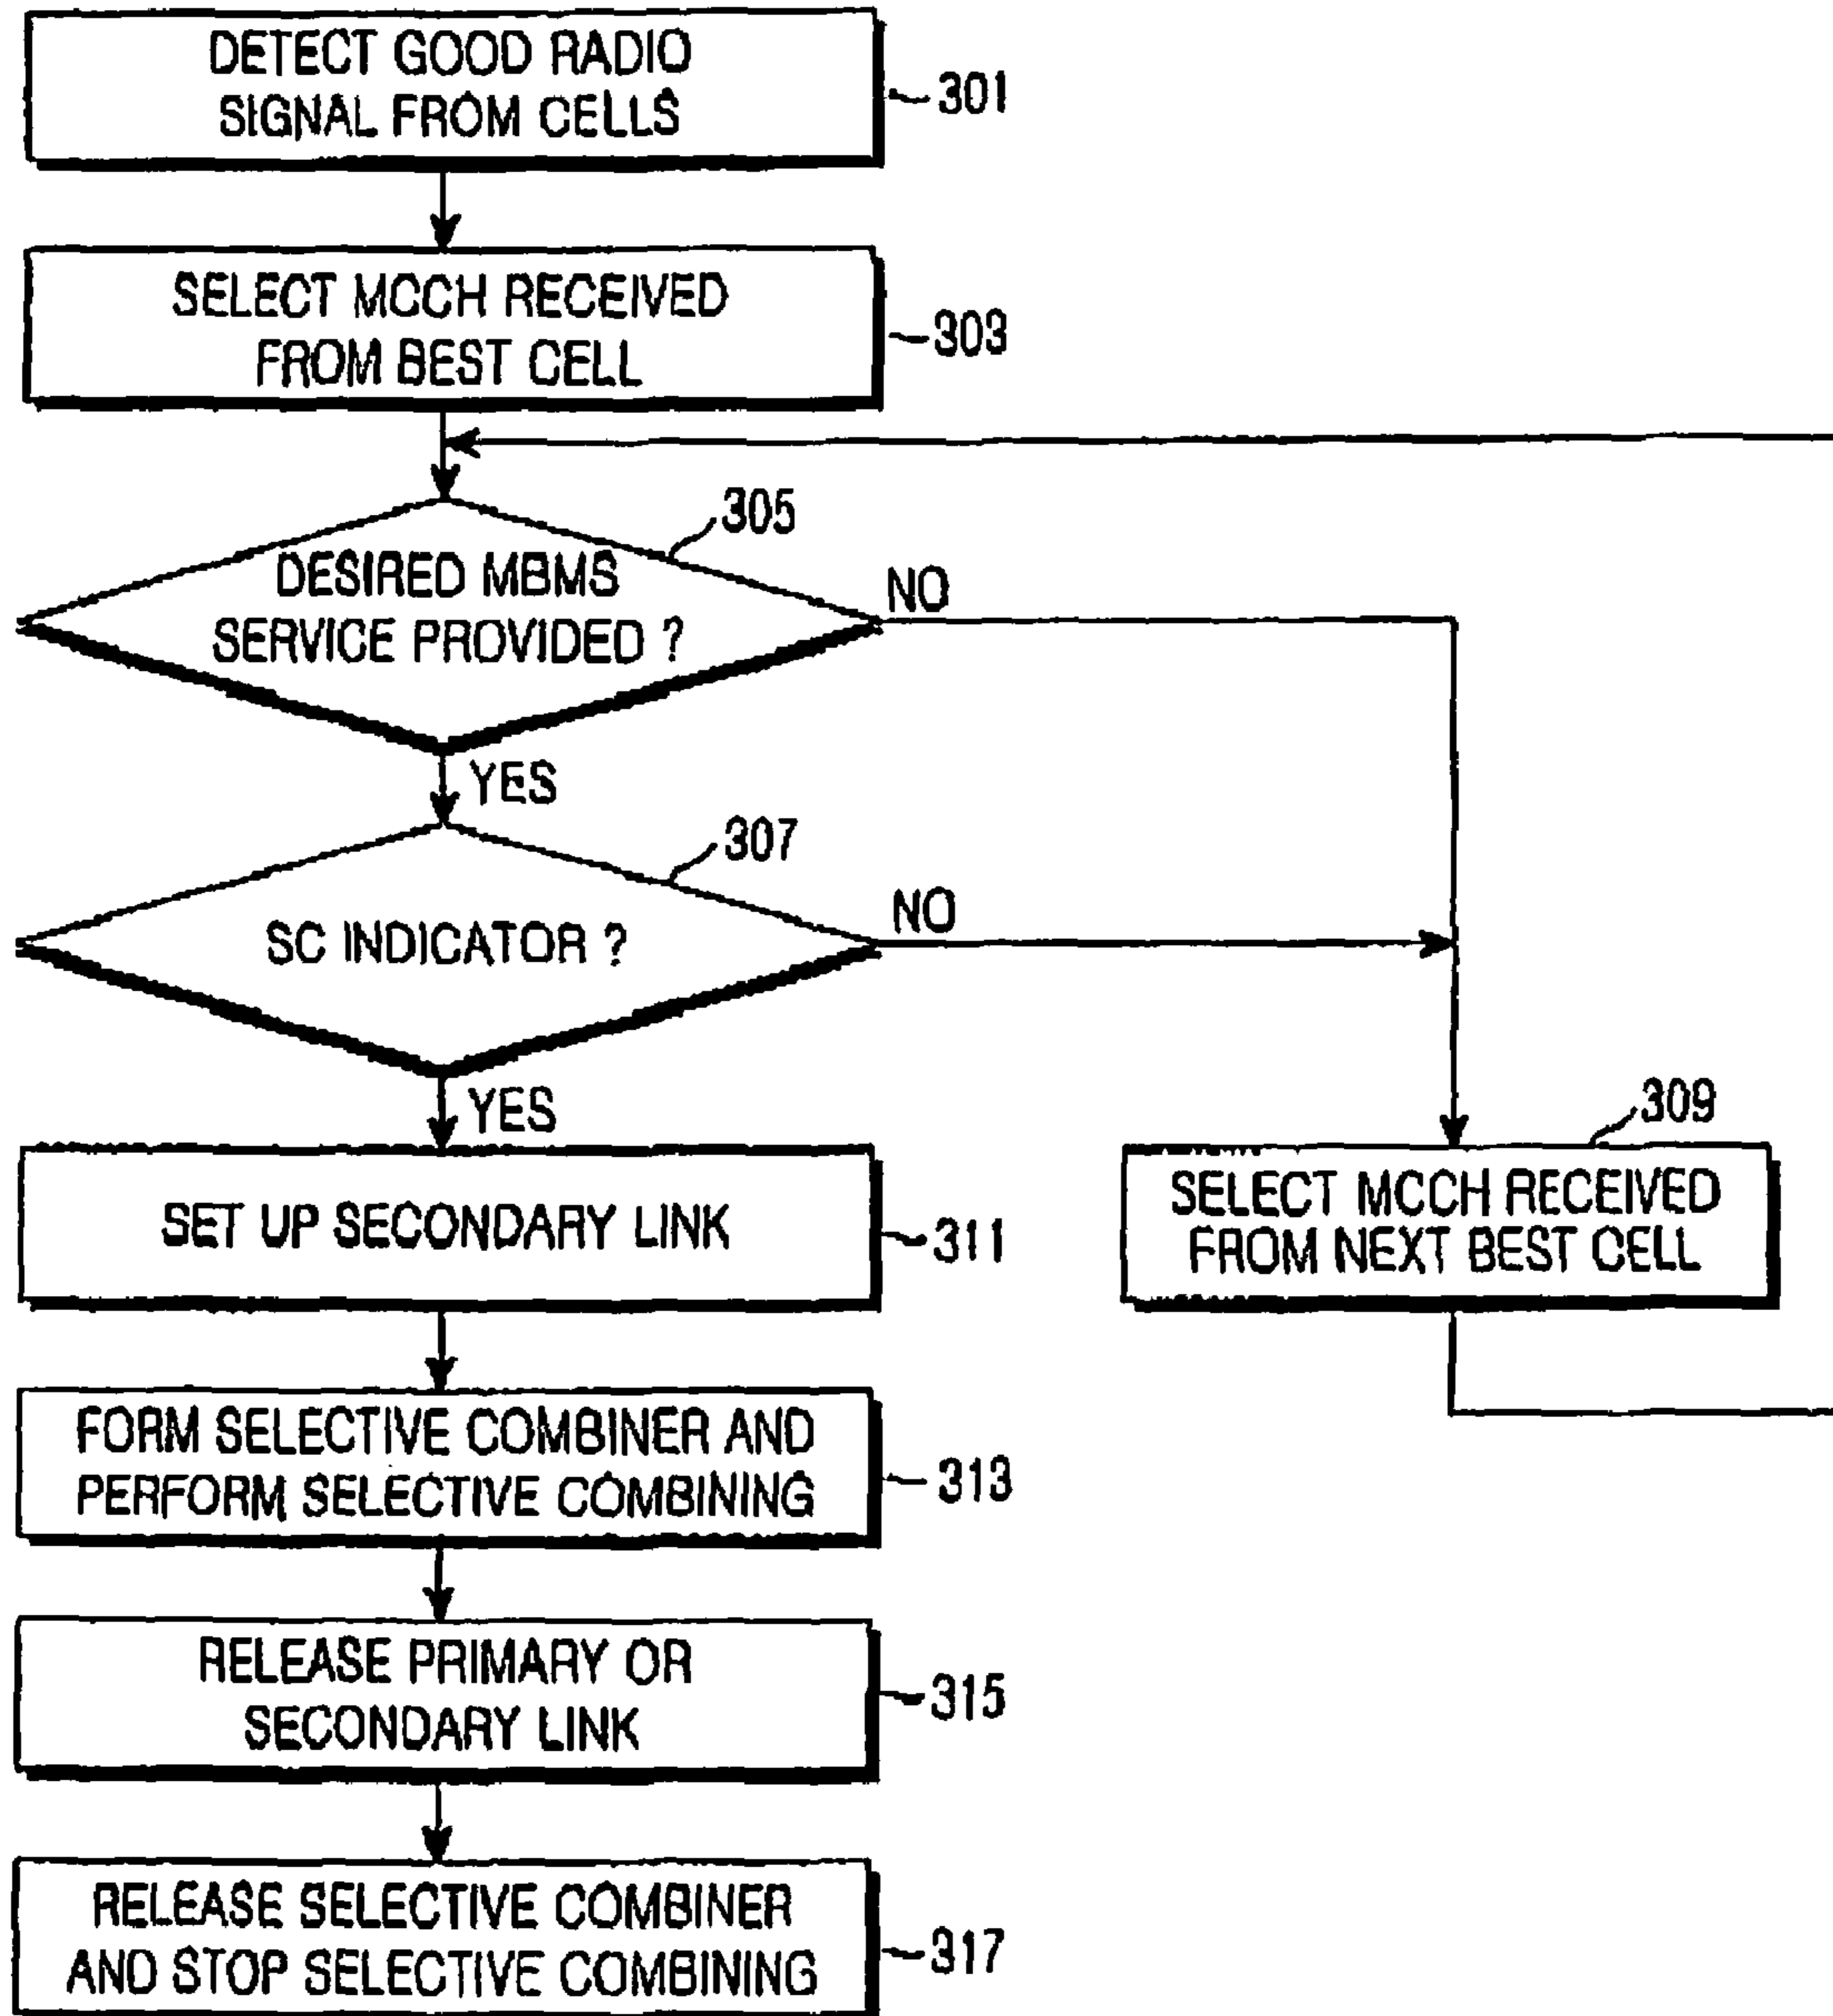 DETECT GOOD RADIO
SIGNAL FROM CELLS
301
SELECT MCCH RECEIVED
FROM BEST CELL
303
305
DESIRED MBMS
SERVICE PROVIDED ?
NO
YES
307
SC INDICATOR ?
NO
YES
309
SELECT MCCH RECEIVED
FROM NEXT BEST CELL
SET UP SECONDARY LINK
311
FORM SELECTIVE COMBINER AND
PERFORM SELECTIVE COMBINING
313
RELEASE PRIMARY OR
SECONDARY LINK
315
RELEASE SELECTIVE COMBINER
AND STOP SELECTIVE COMBINING
317